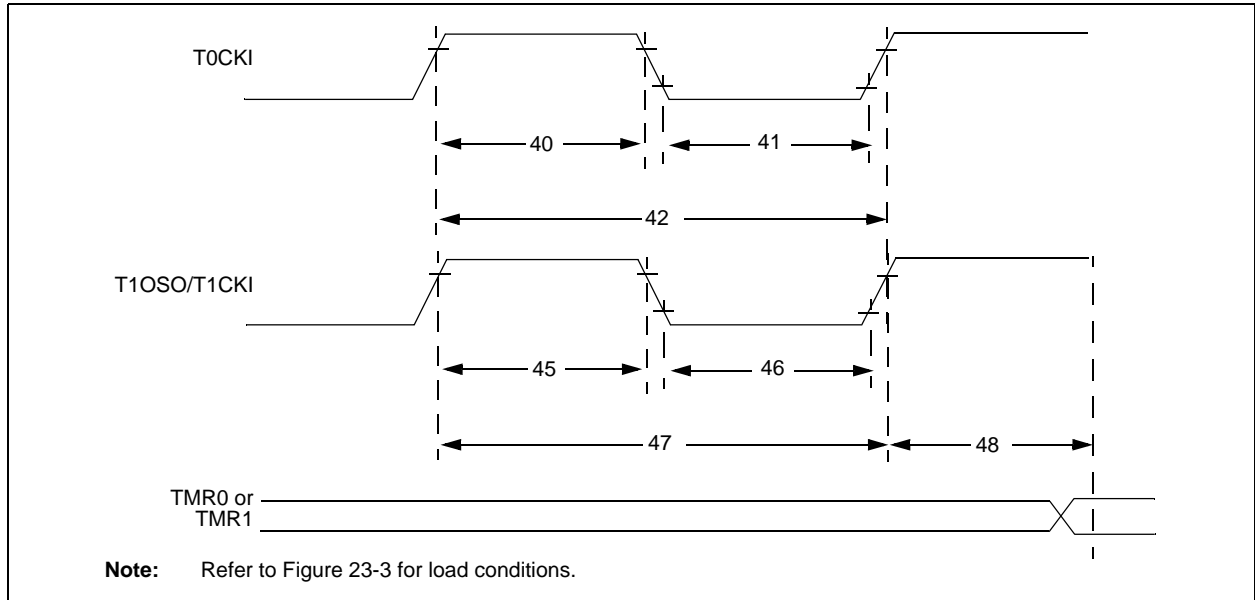 T0CKI
40
41
42
T1OSO/T1CKI
45
46
47
48
TMR0 or
TMR1
Note: Refer to Figure 23-3 for load conditions.